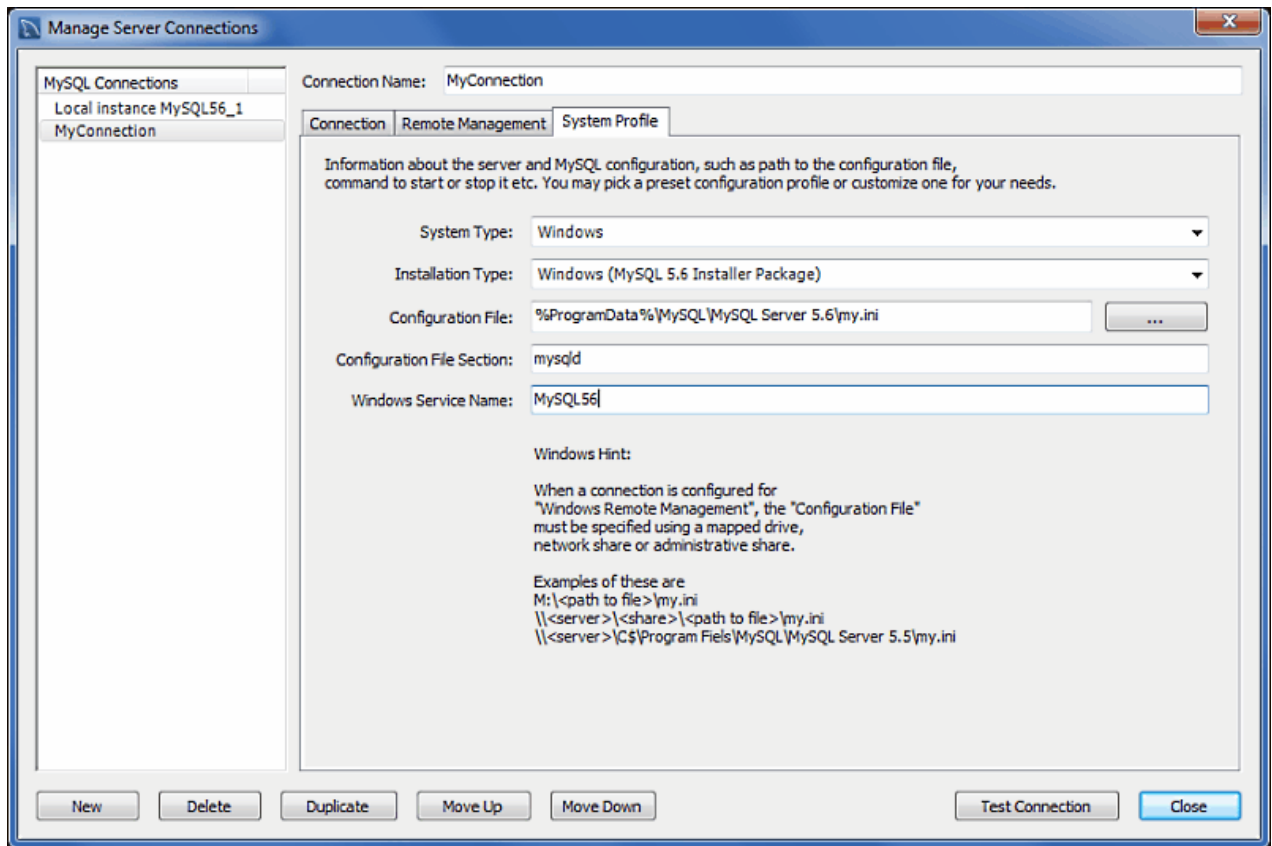 Manage Server Connections
MySQL Connections
Local instance MySQL56_1
MyConnection
Connection Name: MyConnection
Connection Remote Management System Profile
Information about the server and MySQL configuration, such as path to the configuration file,
command to start or stop it etc. You may pick a preset configuration profile or customize one for your needs.
System Type: Windows
Installation Type: Windows (MySQL 5.6 Installer Package)
Configuration File: %ProgramData%\MySQL\MySQL Server 5.6\my.ini ...
Configuration File Section: mysqld
Windows Service Name: MySQL56
Windows Hint:
When a connection is configured for
"Windows Remote Management", the "Configuration File"
must be specified using a mapped drive,
network share or administrative share.
Examples of these are
M:\<path to file>\my.ini
\\<server>\<share>\<path to file>\my.ini
\\<server>\C$\Program Fiels\MySQL\MySQL Server 5.5\my.ini
New Delete Duplicate Move Up Move Down Test Connection Close